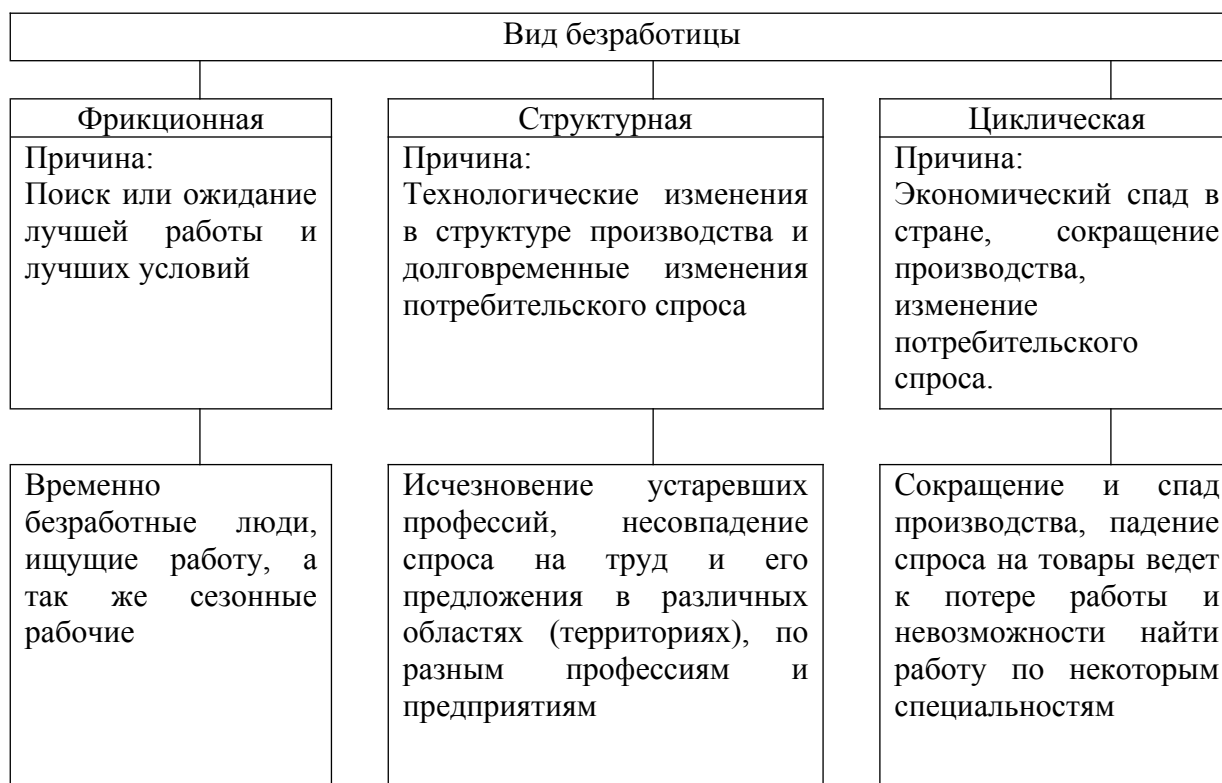 Вид безработицы
Фрикционная
Причина:
Поиск или ожидание
лучшей работы и
лучших условий
Структурная
Причина:
Технологические изменения
в структуре производства и
долговременные изменения
потребительского спроса
Циклическая
Причина:
Экономический спад в
стране, сокращение
производства,
изменение
потребительского
спроса.
Временно
безработные люди,
ищущие работу, а
так же сезонные
рабочие
Исчезновение устаревших
профессий, несовпадение
спроса на труд и его
предложения в различных
областях (территориях), по
разным профессиям и
предприятиям
Сокращение и спад
производства, падение
спроса на товары ведет
к потере работы и
невозможности найти
работу по некоторым
специальностям